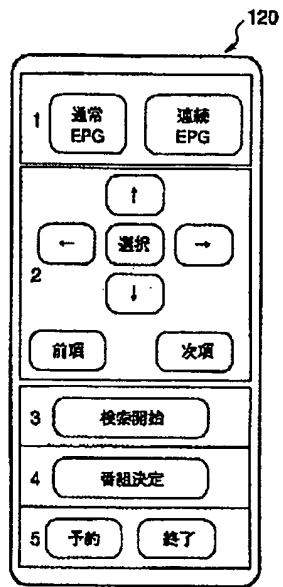 120
1 通常 EPG 連続 EPG
↑
← 選択 →
2
↓
前項 次項
3 検索開始
4 番組決定
5 予約 終了